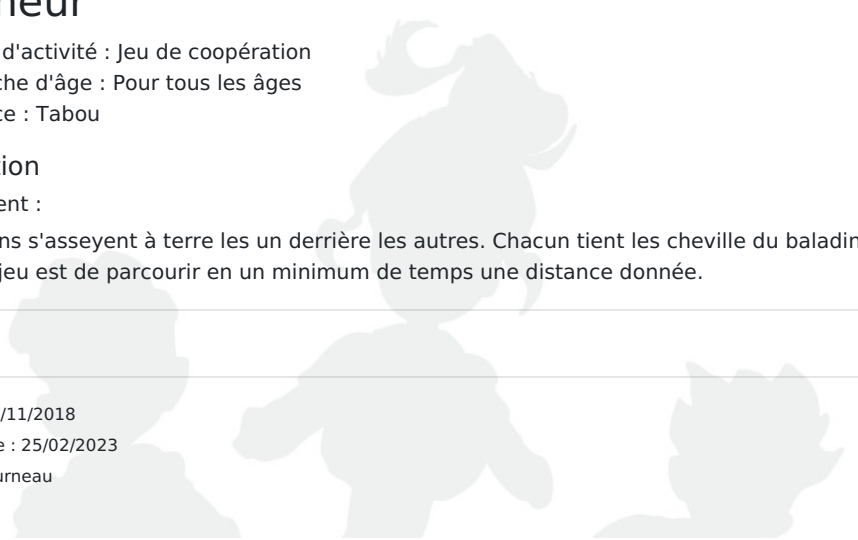 neur
d'activité : Jeu de coopération
che d'âge : Pour tous les âges
ce : Tabou
tion
ent :
ns s'asseyent à terre les un derrière les autres. Chacun tient les cheville du baladin
jeu est de parcourir en un minimum de temps une distance donnée.
/11/2018
e : 25/02/2023
urneau